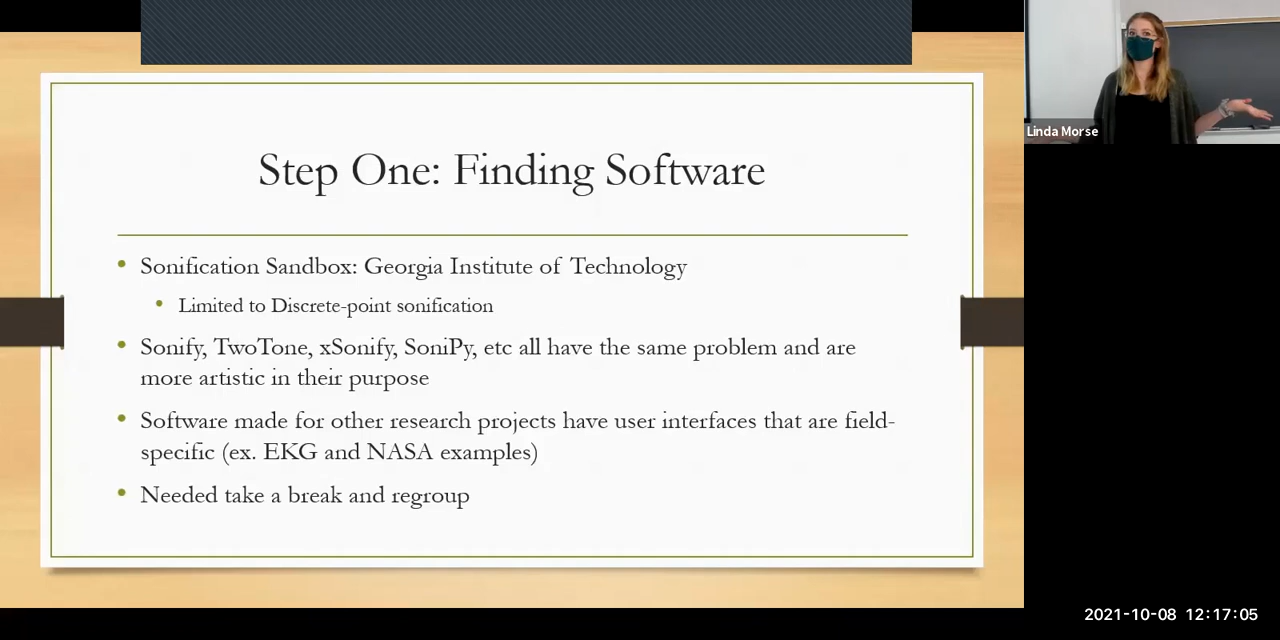 Step One: Finding Software
• Sonification Sandbox: Georgia Institute of Technology
• Limited to Discrete-point sonification
• Sonify, TwoTone, xSonify, SoniPy, etc all have the same problem and are
more artistic in their purpose
• Software made for other research projects have user interfaces that are field-
specific (ex. EKG and NASA examples)
• Needed take a break and regroup
Linda Morse
2021-10-08 12:17:05